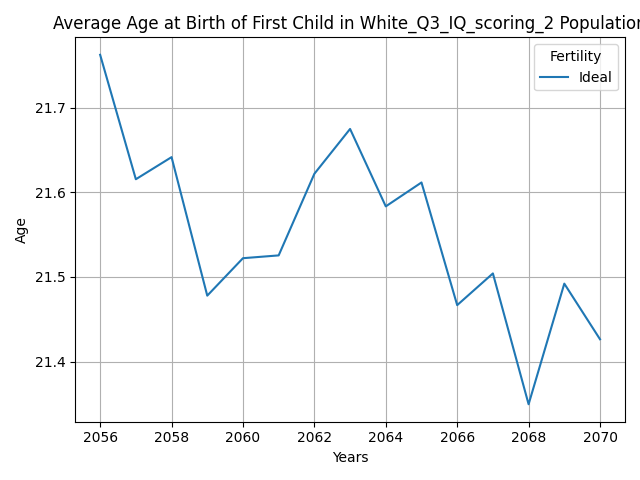 Average Age at Birth of First Child in White_Q3_IQ_scoring_2 Population
Fertility
Ideal
21.7
21.6
21.5
21.4
Age
2056 2058 2060 2062 2064 2066 2068 2070
Years